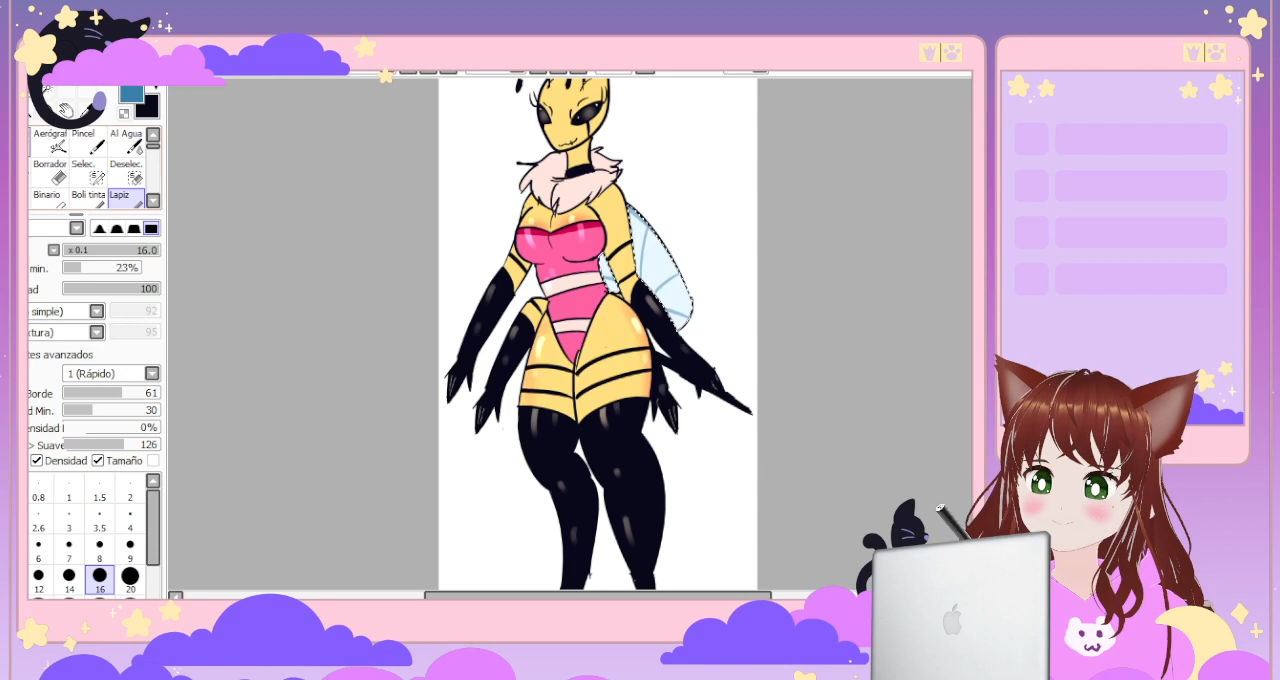 Aerógraf Pincel Al Agua
Borrador Selec. Deselec.
Binario Boli tinta Lapiz
x 0.1 16.0
min. 23%
ad 100
simple) 92
xtura) 95
tes avanzados
1 (Rápido)
Borde 61
d Min. 30
ensidad 0%
> Suave 126
Densidad Tamaño
0.8 1 1.5 2
2.6 3 3.5 4
6 7 8 9
12 14 16 20